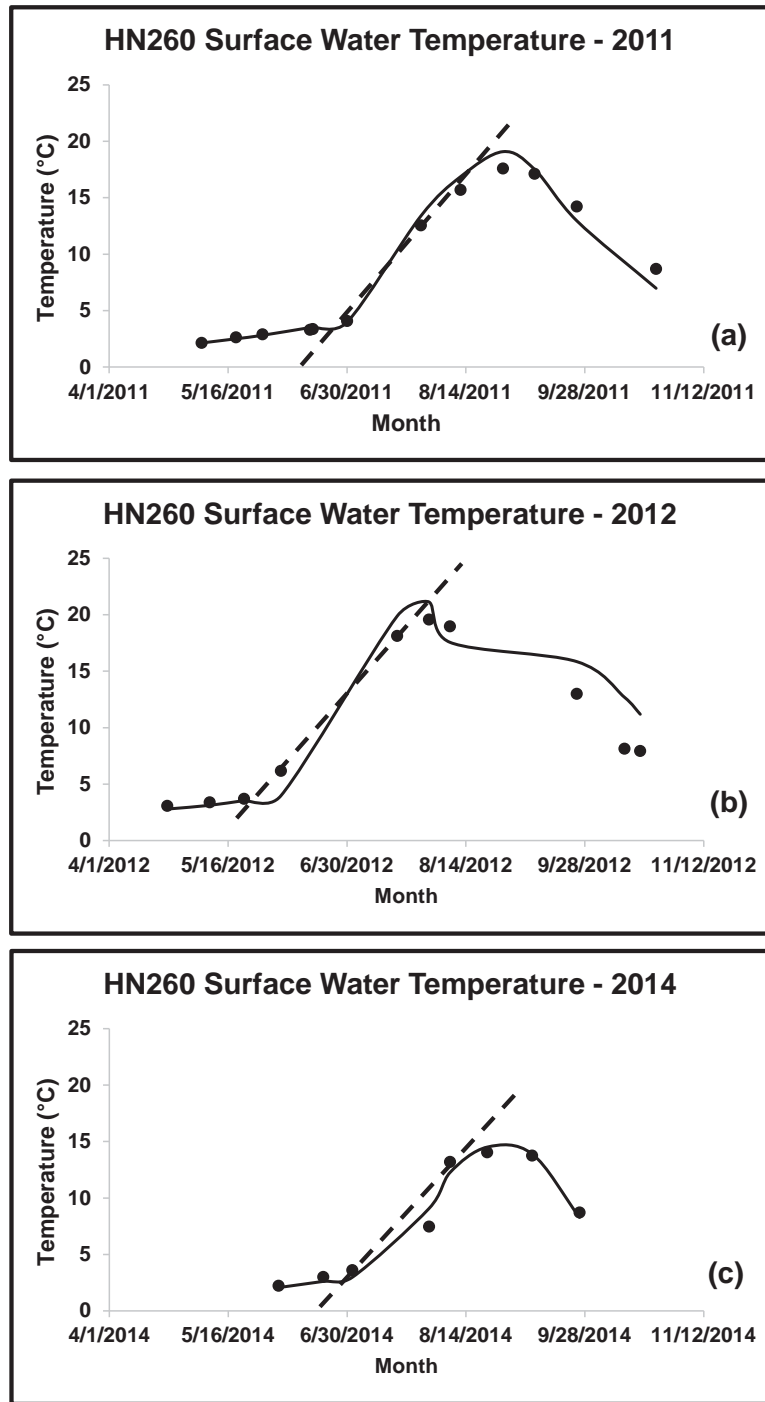 HN260 Surface Water Temperature - 2011
25
20
15
10
5
0
Temperature (°C)
(a)
4/1/2011 5/16/2011 6/30/2011 8/14/2011 9/28/2011 11/12/2011
Month
HN260 Surface Water Temperature - 2012
25
20
15
10
5
0
Temperature (°C)
(b)
4/1/2012 5/16/2012 6/30/2012 8/14/2012 9/28/2012 11/12/2012
Month
HN260 Surface Water Temperature - 2014
25
20
15
10
5
0
Temperature (°C)
(c)
4/1/2014 5/16/2014 6/30/2014 8/14/2014 9/28/2014 11/12/2014
Month